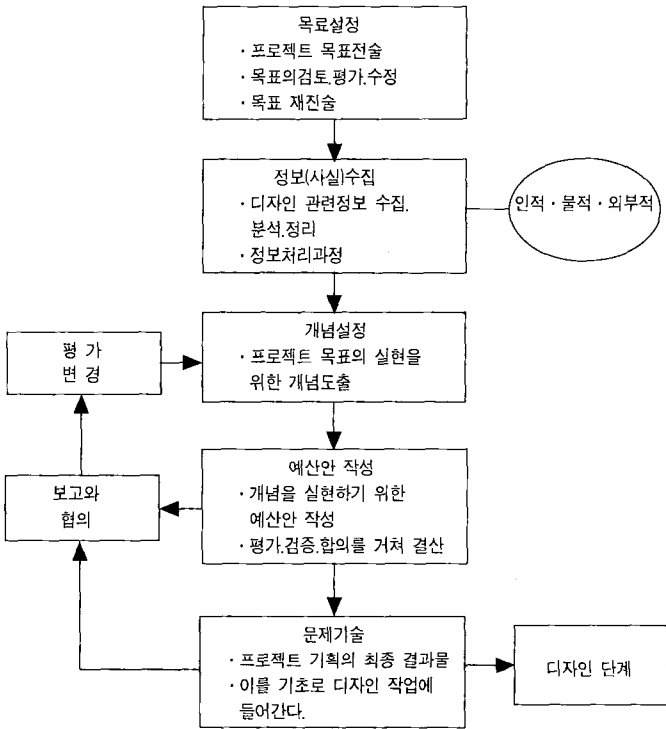 목료설정
· 프로젝트 목표전술
· 목표의검토.평가.수정
· 목표 재진술
정보(사실)수집
· 디자인 관련정보 수집.
분석.정리
· 정보처리과정
인적 · 물적 · 외부적
개념설정
· 프로젝트 목표의 실현을
위한 개념도출
평 가
변 경
예산안 작성
· 개념을 실현하기 위한
예산안 작성
· 평가.검증.합의를 거쳐 결산
보고와
협의
문제기술
· 프로젝트 기획의 최종 결과물
· 이를 기초로 디자인 작업에
들어간다.
디자인 단계